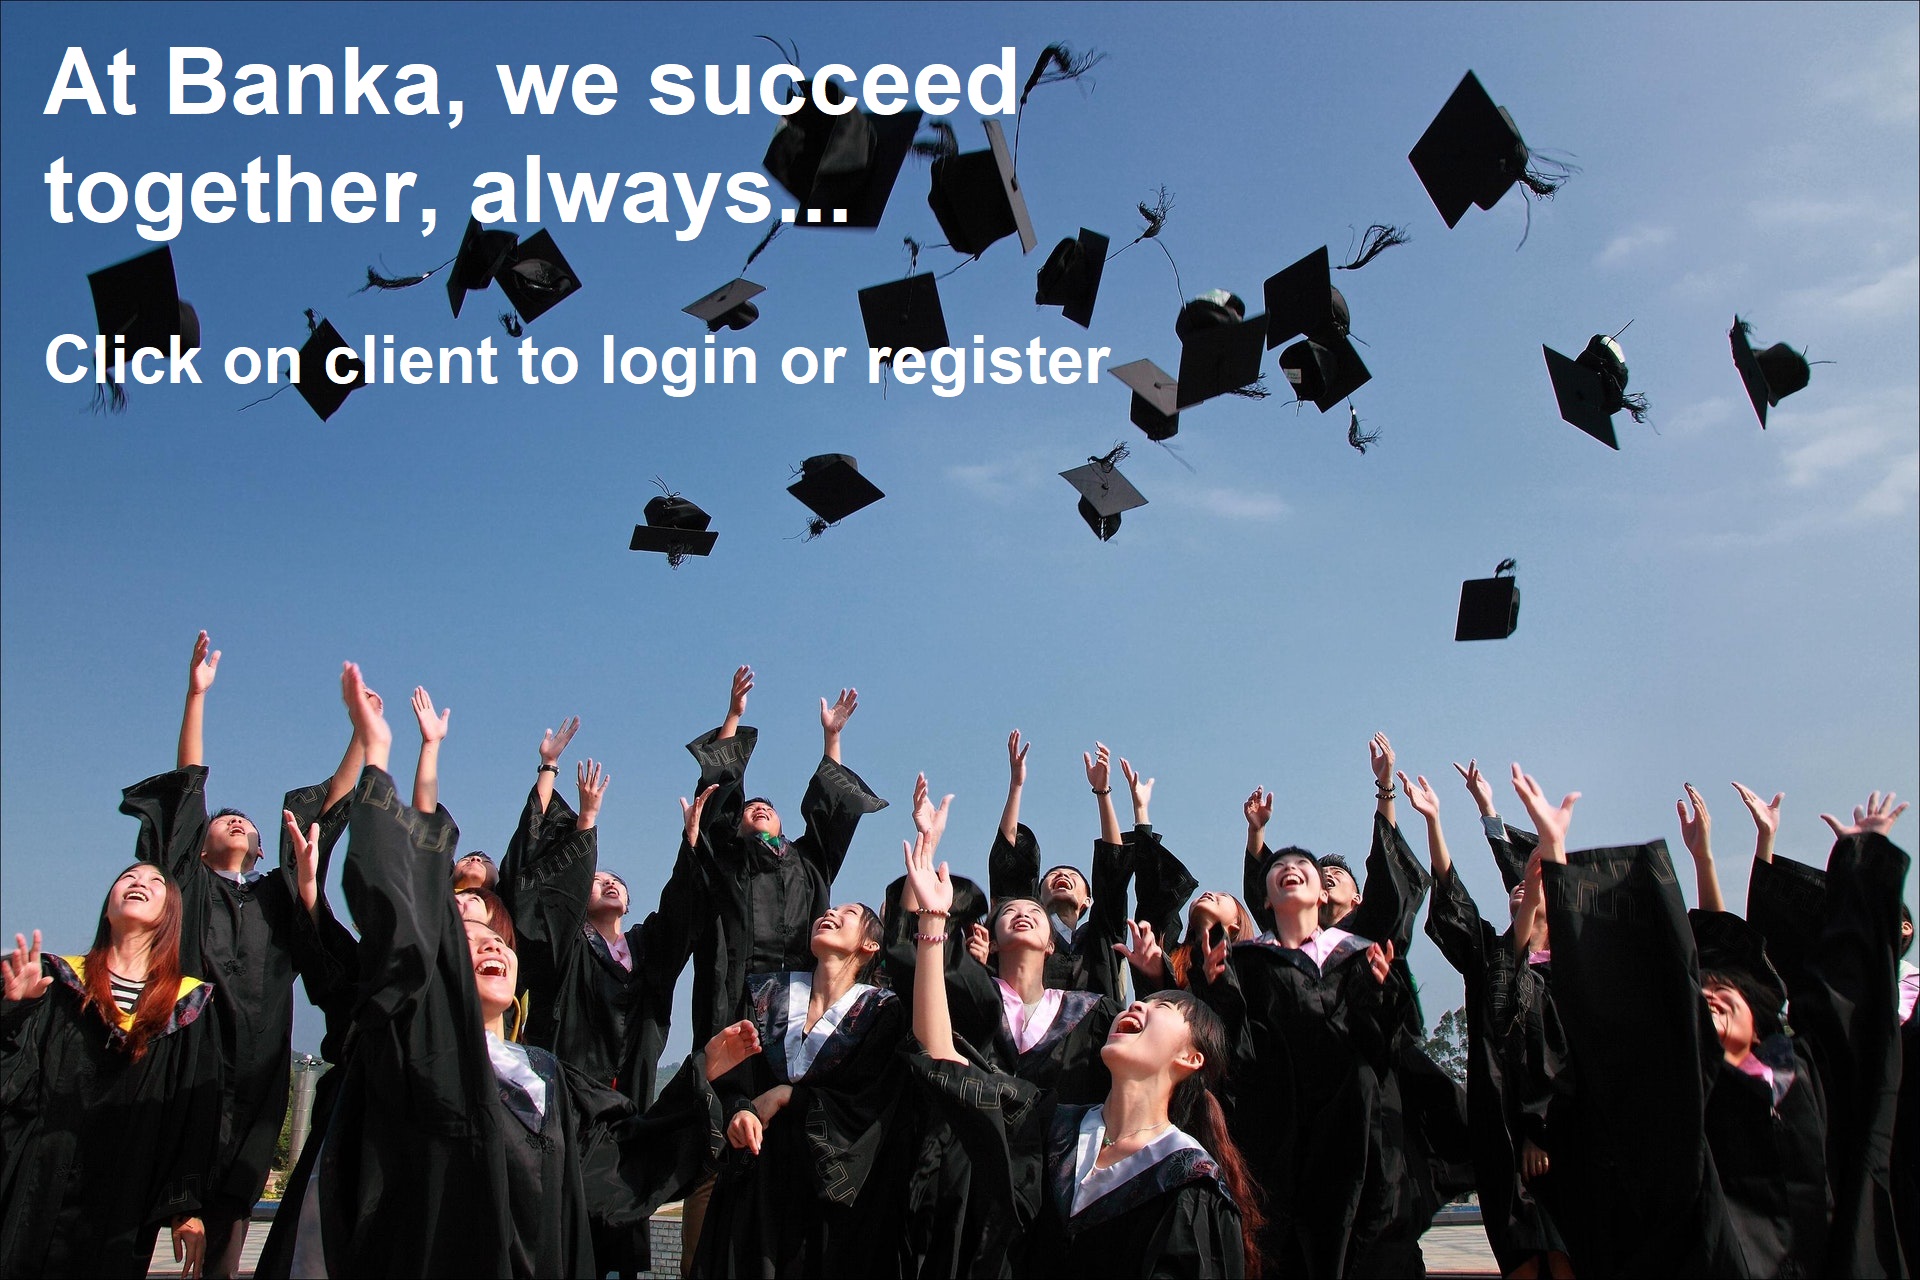 At Banka, we succeed
together, always...
Click on client to login or register